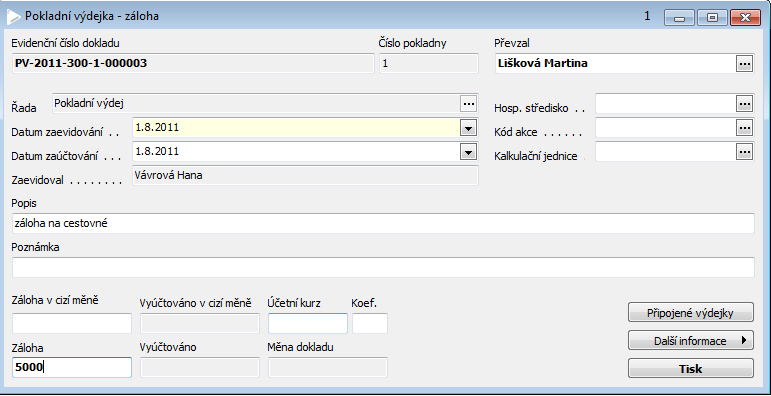 Pokladní výdejka - záloha 1
Evidenční číslo dokladu Číslo pokladny Převzal
PV-2011-300-1-000003 1 Lišková Martina ...
Řada Pokladní výdej ... Hosp. středisko . . ...
Datum zaevidování . . 1.8.2011 Kód akce . . . . . . ...
Datum zaúčtování . . . 1.8.2011 Kalkulační jednice . ...
Zaevidoval . . . . . . . . Vávrová Hana
Popis
záloha na cestovné
Poznámka
Záloha v cizí měně Vyúčtováno v cizí měně Účetní kurz Koef.
Připojené výdejky
Další informace
Záloha Vyúčtováno Měna dokladu
5000 Tisk